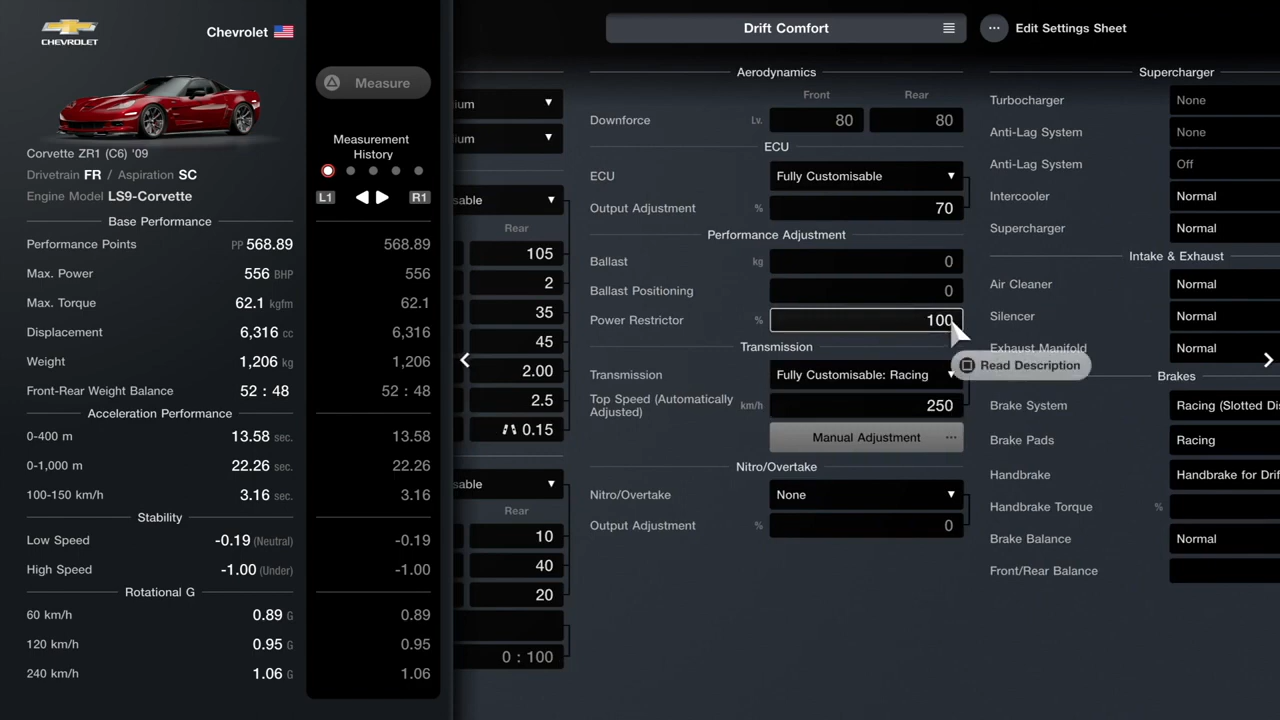 CHEVROLET
Chevrolet
Corvette ZR1 (C6) '09
Drivetrain FR / Aspiration SC
Engine Model LS9-Corvette
Base Performance
Performance Points PP 568.89
Max. Power 556 BHP
Max. Torque 62.1 kgfm
Displacement 6,316 cc
Weight 1,206 kg
Front-Rear Weight Balance 52 : 48
Acceleration Performance
0-400 m 13.58 sec.
0-1,000 m 22.26 sec.
100-150 km/h 3.16 sec.
Stability
Low Speed -0.19 (Neutral)
High Speed -1.00 (Under)
Rotational G
60 km/h 0.89 G
120 km/h 0.95 G
240 km/h 1.06 G
Measure
Measurement
History
L1 R1
568.89
556
62.1
6,316
1,206
52 : 48
13.58
22.26
3.16
-0.19
-1.00
0.89
0.95
1.06
Drift Comfort
Edit Settings Sheet
ium
ium
sable
Rear
105
2
35
45
2.00
2.5
0.15
sable
Rear
10
40
20
0 : 100
Aerodynamics
Front Rear
Downforce Lv. 80 80
ECU
ECU Fully Customisable
Output Adjustment % 70
Performance Adjustment
Ballast kg 0
Ballast Positioning 0
Power Restrictor % 100
Transmission
Transmission Fully Customisable: Racing
Top Speed (Automatically
Adjusted) km/h 250
Manual Adjustment ...
Nitro/Overtake
Nitro/Overtake None
Output Adjustment % 0
Read Description
Supercharger
Turbocharger None
Anti-Lag System None
Anti-Lag System Off
Intercooler Normal
Supercharger Normal
Intake & Exhaust
Air Cleaner Normal
Silencer Normal
Exhaust Manifold Normal
Brakes
Brake System Racing (Slotted Dis
Brake Pads Racing
Handbrake Handbrake for Drif
Handbrake Torque %
Brake Balance Normal
Front/Rear Balance